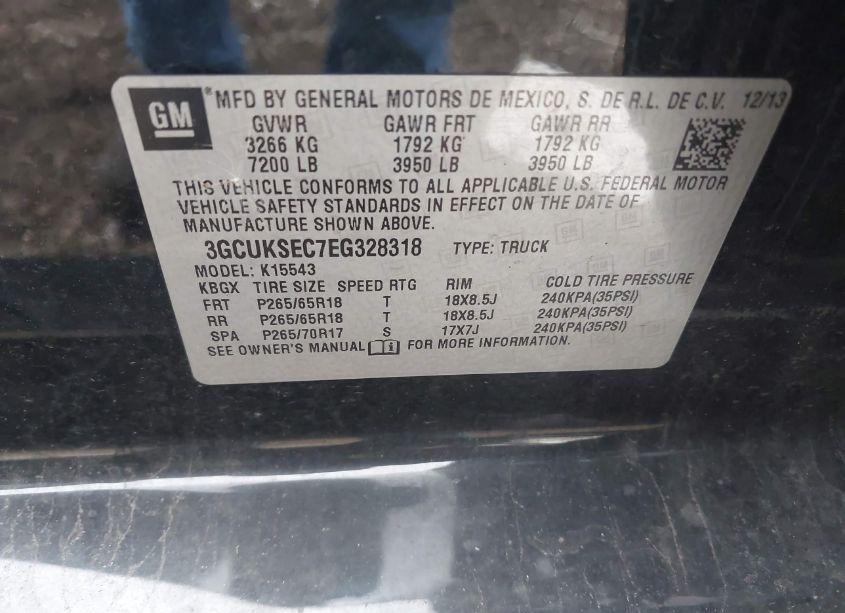 GM
MFD BY GENERAL MOTORS DE MEXICO, S. DE R.L. DE C.V. 12/13
GVWR GAWR FRT GAWR RR
3266 KG 1792 KG 1792 KG
7200 LB 3950 LB 3950 LB
THIS VEHICLE CONFORMS TO ALL APPLICABLE U.S. FEDERAL MOTOR
VEHICLE SAFETY STANDARDS IN EFFECT ON THE DATE OF
MANUFACTURE SHOWN ABOVE.
3GCUKSEC7EG328318 TYPE: TRUCK
MODEL: K15543
KBGX TIRE SIZE SPEED RTG RIM COLD TIRE PRESSURE
FRT P265/65R18 T 18X8.5J 240KPA(35PSI)
RR P265/65R18 T 18X8.5J 240KPA(35PSI)
SPA P265/70R17 S 17X7J 240KPA(35PSI)
SEE OWNER'S MANUAL FOR MORE INFORMATION.